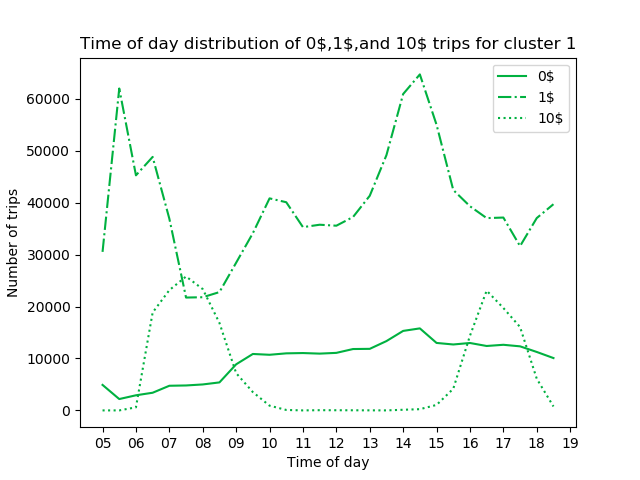 Time of day distribution of 0$,1$,and 10$ trips for cluster 1
0$
1$
10$
60000
50000
40000
30000
20000
10000
0
Number of trips
05 06 07 08 09 10 11 12 13 14 15 16 17 18 19
Time of day